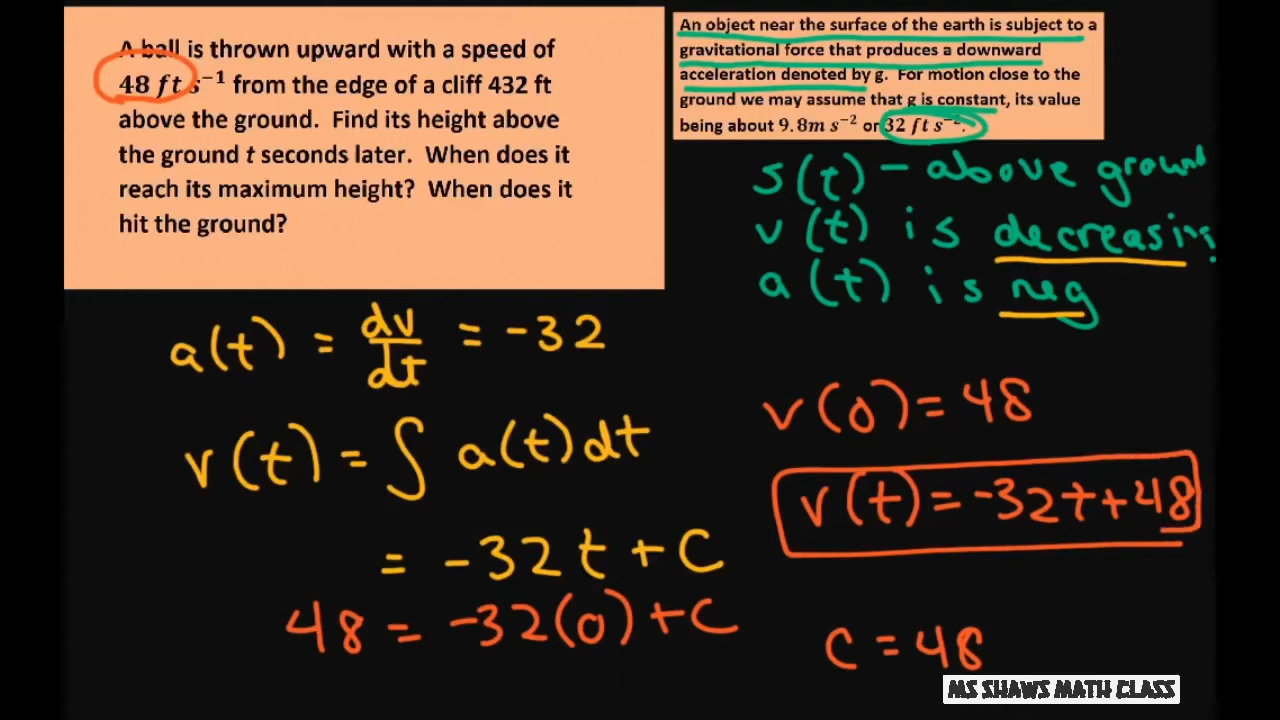 A ball is thrown upward with a speed of
48 ft s⁻¹ from the edge of a cliff 432 ft
above the ground. Find its height above
the ground t seconds later. When does it
reach its maximum height? When does it
hit the ground?
An object near the surface of the earth is subject to a
gravitational force that produces a downward
acceleration denoted by g. For motion close to the
ground we may assume that g is constant, its value
being about 9.8m s⁻² or 32 ft s⁻².
s(t) - above ground
v(t) is decreasing
a(t) is neg
a(t) = dv/dt = -32
v(t) = ∫ a(t) dt
= -32t + C
48 = -32(0) + C
v(0) = 48
v(t) = -32t + 48
C = 48
MS SHAWS MATH CLASS